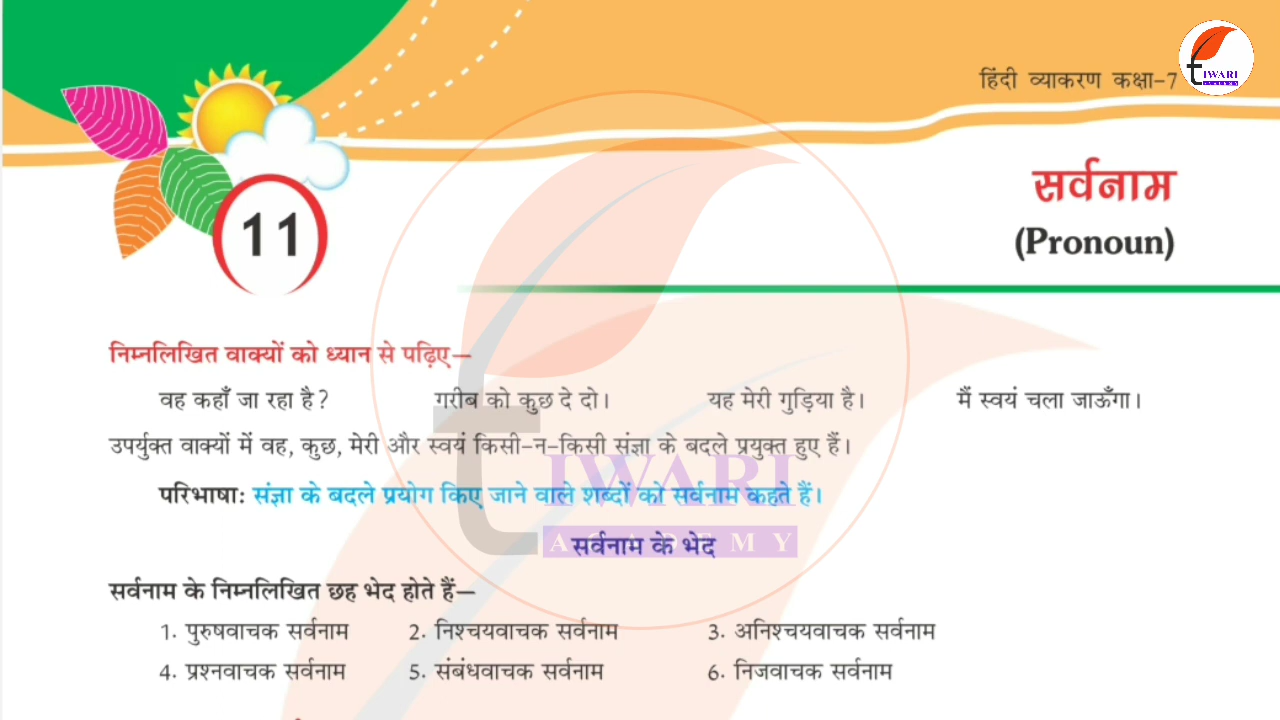 हिंदी व्याकरण कक्षा-7
TIWARI
सर्वनाम
11
(Pronoun)
निम्नलिखित वाक्यों को ध्यान से पढ़िए—
वह कहाँ जा रहा है? गरीब को कुछ दे दो। यह मेरी गुड़िया है। मैं स्वयं चला जाऊँगा।
उपर्युक्त वाक्यों में वह, कुछ, मेरी और स्वयं किसी-न-किसी संज्ञा के बदले प्रयुक्त हुए हैं।
TIWARI
परिभाषा: संज्ञा के बदले प्रयोग किए जाने वाले शब्दों को सर्वनाम कहते हैं।
ACADEMY
सर्वनाम के भेद
सर्वनाम के निम्नलिखित छह भेद होते हैं—
1. पुरुषवाचक सर्वनाम 2. निश्चयवाचक सर्वनाम 3. अनिश्चयवाचक सर्वनाम
4. प्रश्नवाचक सर्वनाम 5. संबंधवाचक सर्वनाम 6. निजवाचक सर्वनाम